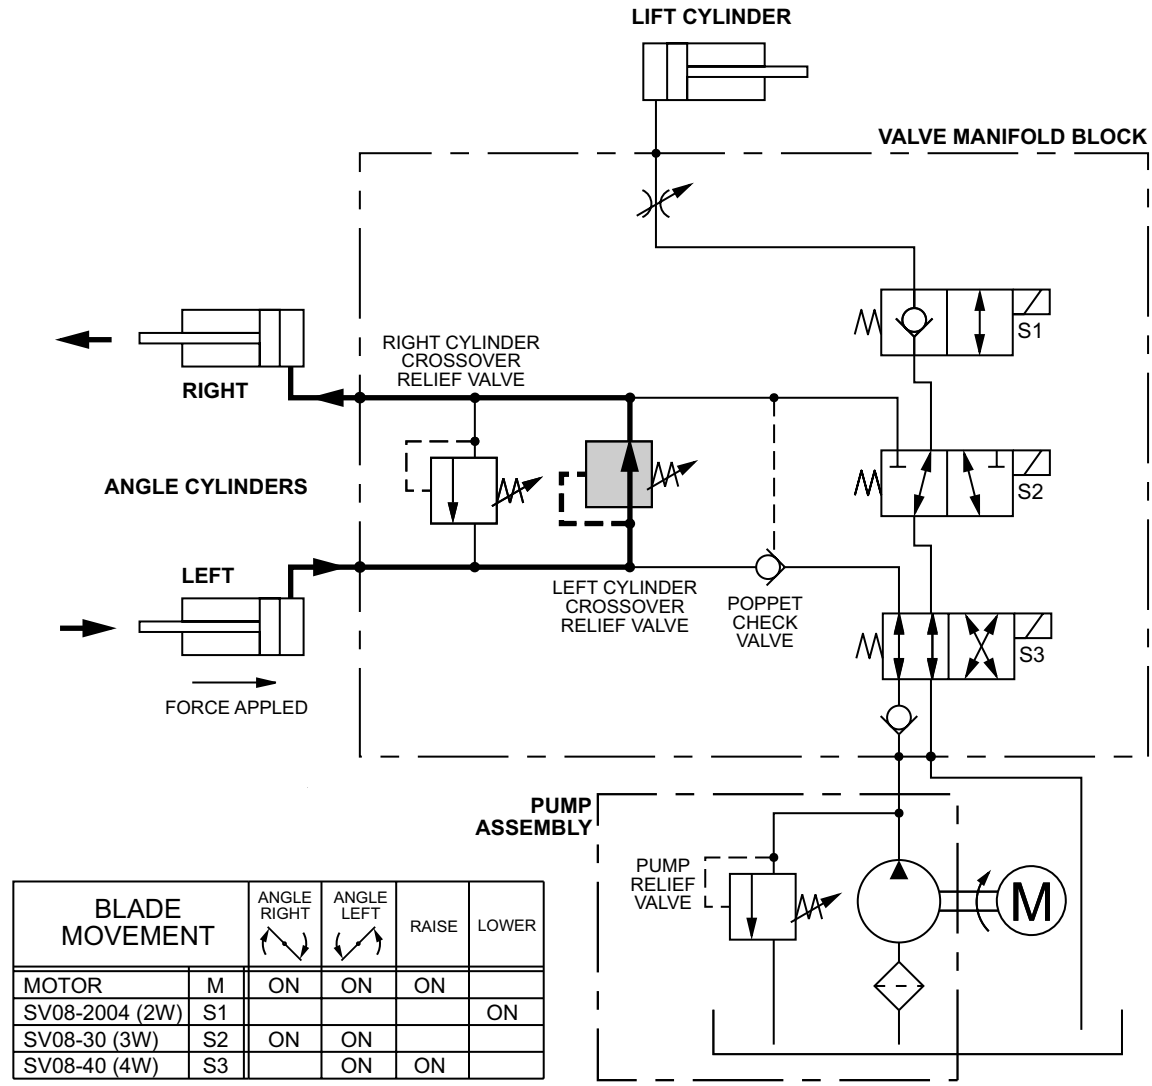 LIFT CYLINDER
VALVE MANIFOLD BLOCK
S1
RIGHT CYLINDER
CROSSOVER
RELIEF VALVE
RIGHT
ANGLE CYLINDERS
S2
LEFT
LEFT CYLINDER
CROSSOVER
RELIEF VALVE
POPPET
CHECK
VALVE
S3
FORCE APPLED
PUMP
ASSEMBLY
PUMP
RELIEF
VALVE
M
BLADE
MOVEMENT
ANGLE
RIGHT
ANGLE
LEFT
RAISE
LOWER
MOTOR M ON ON ON
SV08-2004 (2W) S1 ON
SV08-30 (3W) S2 ON ON
SV08-40 (4W) S3 ON ON